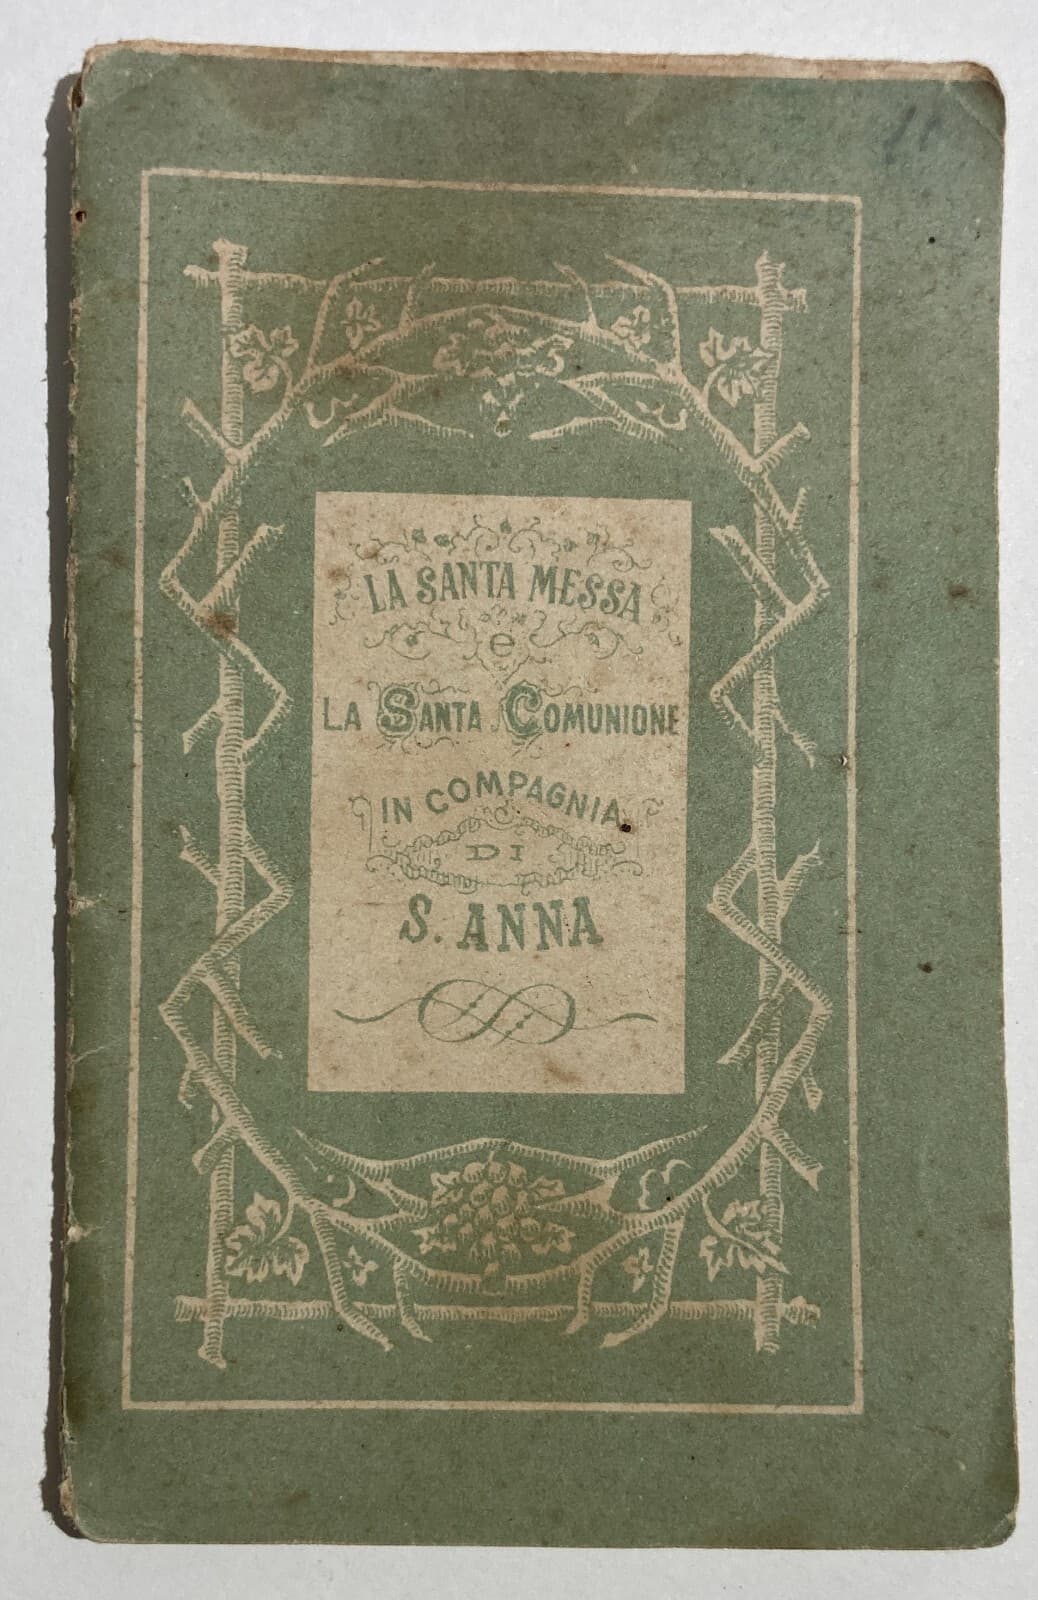 LA SANTA MESSA
e
LA SANTA COMUNIONE
IN COMPAGNIA
DI
S. ANNA